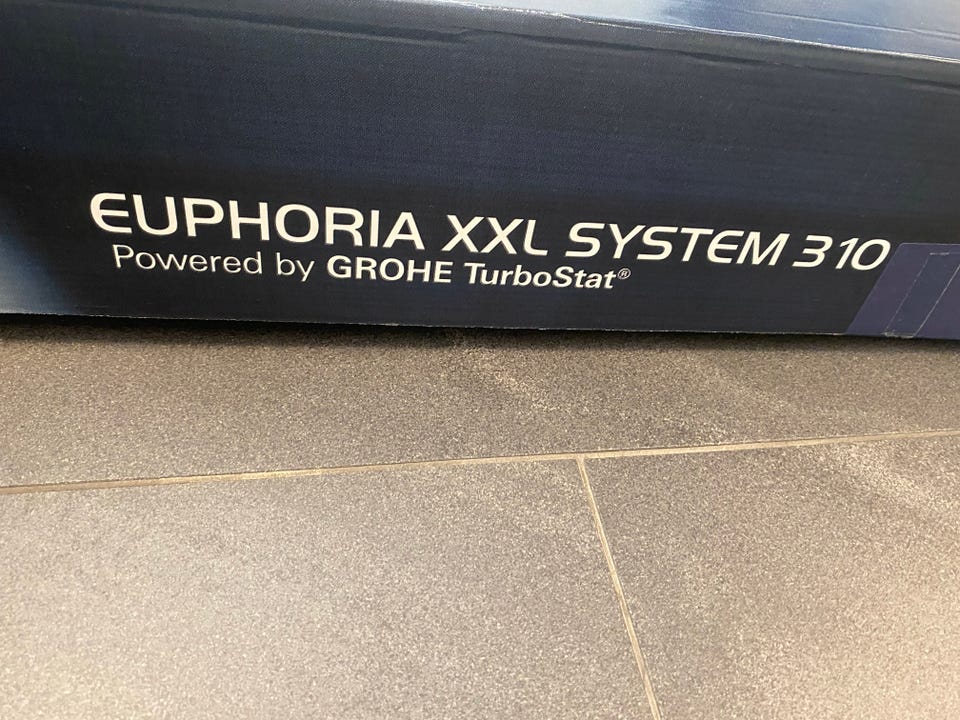 EUPHORIA XXL SYSTEM 310
Powered by GROHE TurboStat®